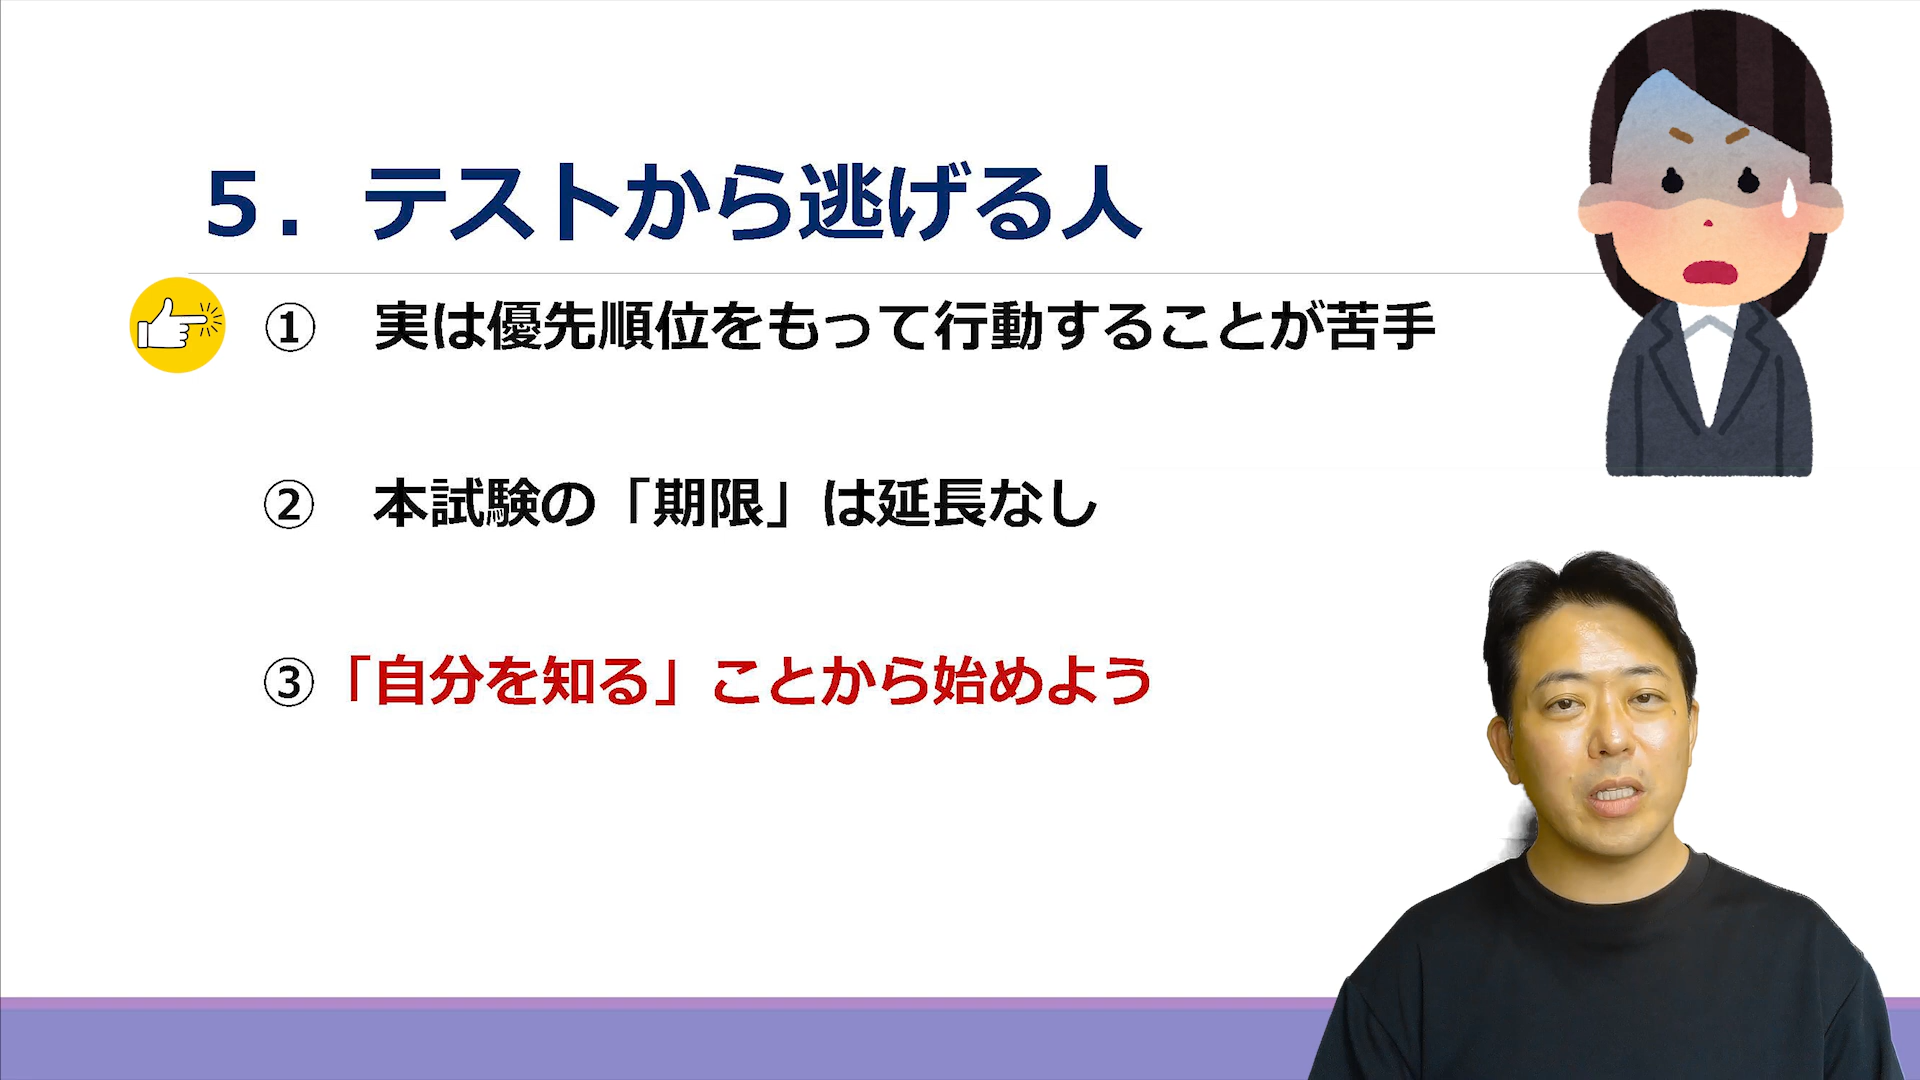 ５．テストから逃げる人
①　実は優先順位をもって行動することが苦手
②　本試験の「期限」は延長なし
③「自分を知る」ことから始めよう